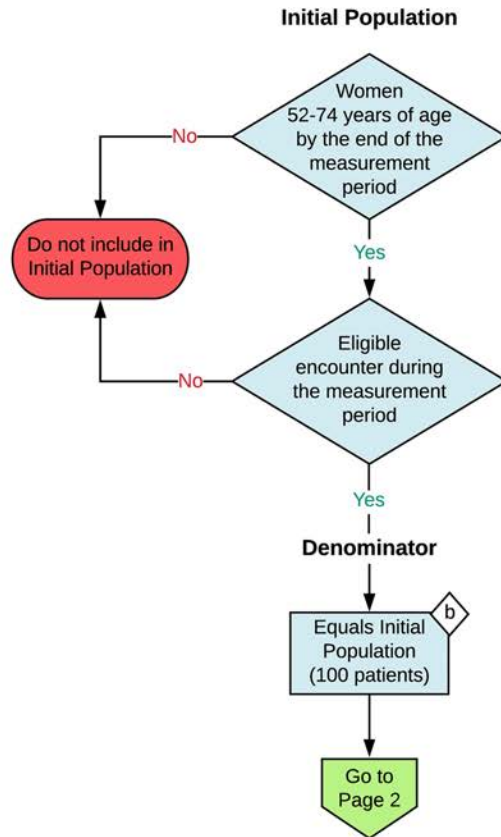 Initial Population
Women
52-74 years of age
by the end of the
measurement
period
No
Do not include in
Initial Population
Yes
Eligible
encounter during
the measurement
period
No
Yes
Denominator
b
Equals Initial
Population
(100 patients)
Go to
Page 2